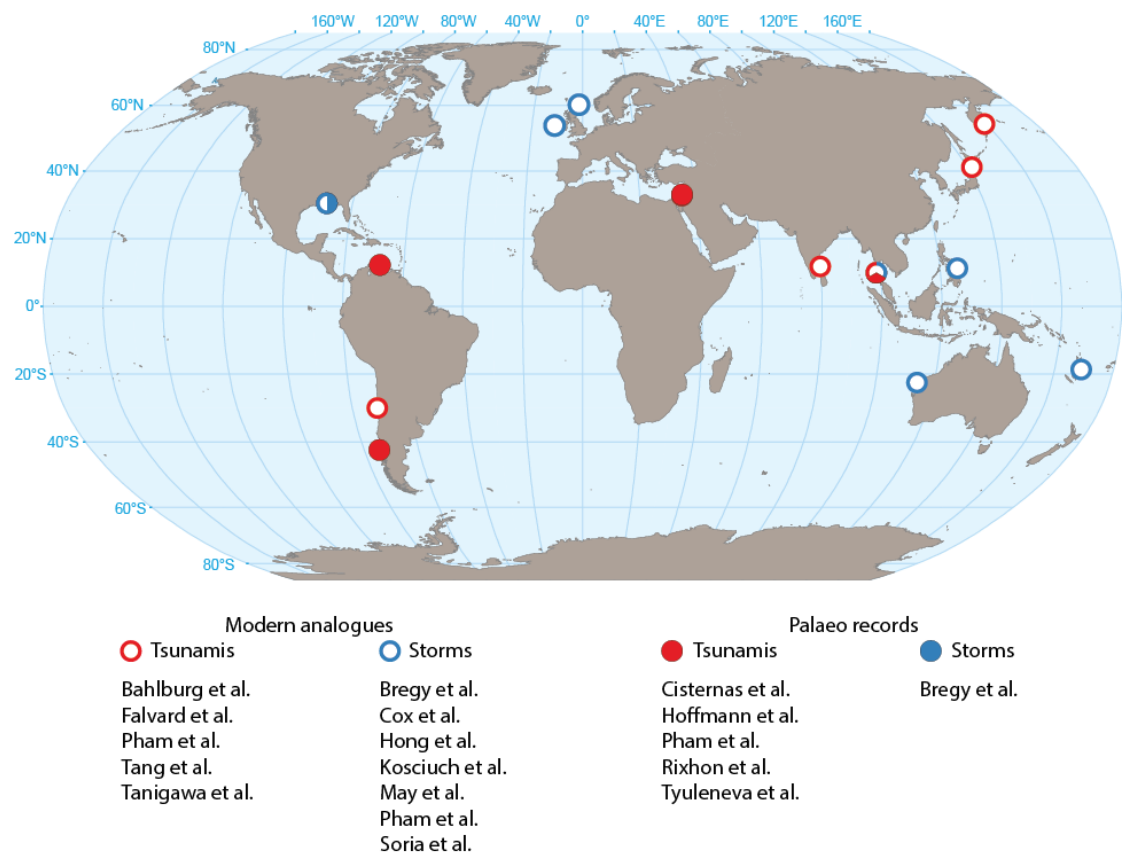 160°W 120°W 80°W 40°W 0° 40°E 80°E 120°E 160°E
80°N
60°N
40°N
20°N
0°
20°S
40°S
60°S
80°S
Modern analogues
Tsunamis
Bahlburg et al.
Falvard et al.
Pham et al.
Tang et al.
Tanigawa et al.
Storms
Bregy et al.
Cox et al.
Hong et al.
Kosciuch et al.
May et al.
Pham et al.
Soria et al.
Palaeo records
Tsunamis
Cisternas et al.
Hoffmann et al.
Pham et al.
Rixhon et al.
Tyuleneva et al.
Storms
Bregy et al.